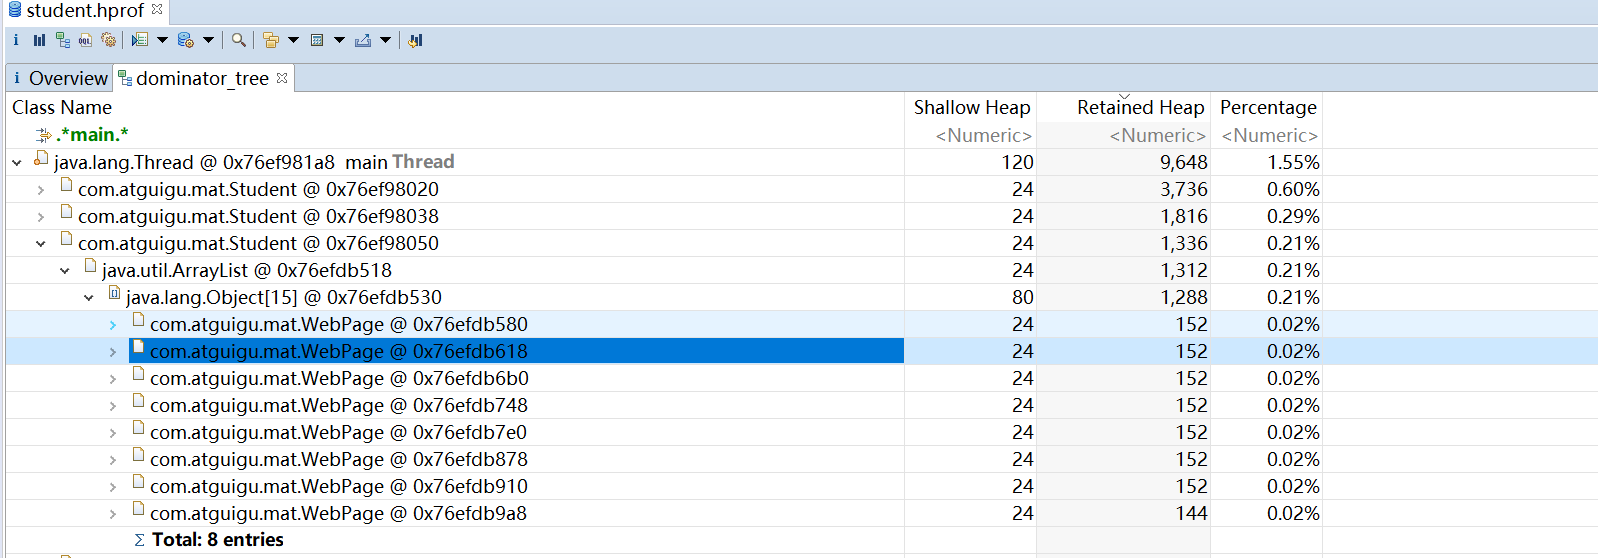 student.hprof
Overview dominator_tree
Class Name Shallow Heap Retained Heap Percentage
.*main.* <Numeric> <Numeric> <Numeric>
java.lang.Thread @ 0x76ef981a8 main Thread 120 9,648 1.55%
com.atguigu.mat.Student @ 0x76ef98020 24 3,736 0.60%
com.atguigu.mat.Student @ 0x76ef98038 24 1,816 0.29%
com.atguigu.mat.Student @ 0x76ef98050 24 1,336 0.21%
java.util.ArrayList @ 0x76efdb518 24 1,312 0.21%
java.lang.Object[15] @ 0x76efdb530 80 1,288 0.21%
com.atguigu.mat.WebPage @ 0x76efdb580 24 152 0.02%
com.atguigu.mat.WebPage @ 0x76efdb618 24 152 0.02%
com.atguigu.mat.WebPage @ 0x76efdb6b0 24 152 0.02%
com.atguigu.mat.WebPage @ 0x76efdb748 24 152 0.02%
com.atguigu.mat.WebPage @ 0x76efdb7e0 24 152 0.02%
com.atguigu.mat.WebPage @ 0x76efdb878 24 152 0.02%
com.atguigu.mat.WebPage @ 0x76efdb910 24 152 0.02%
com.atguigu.mat.WebPage @ 0x76efdb9a8 24 144 0.02%
Σ Total: 8 entries